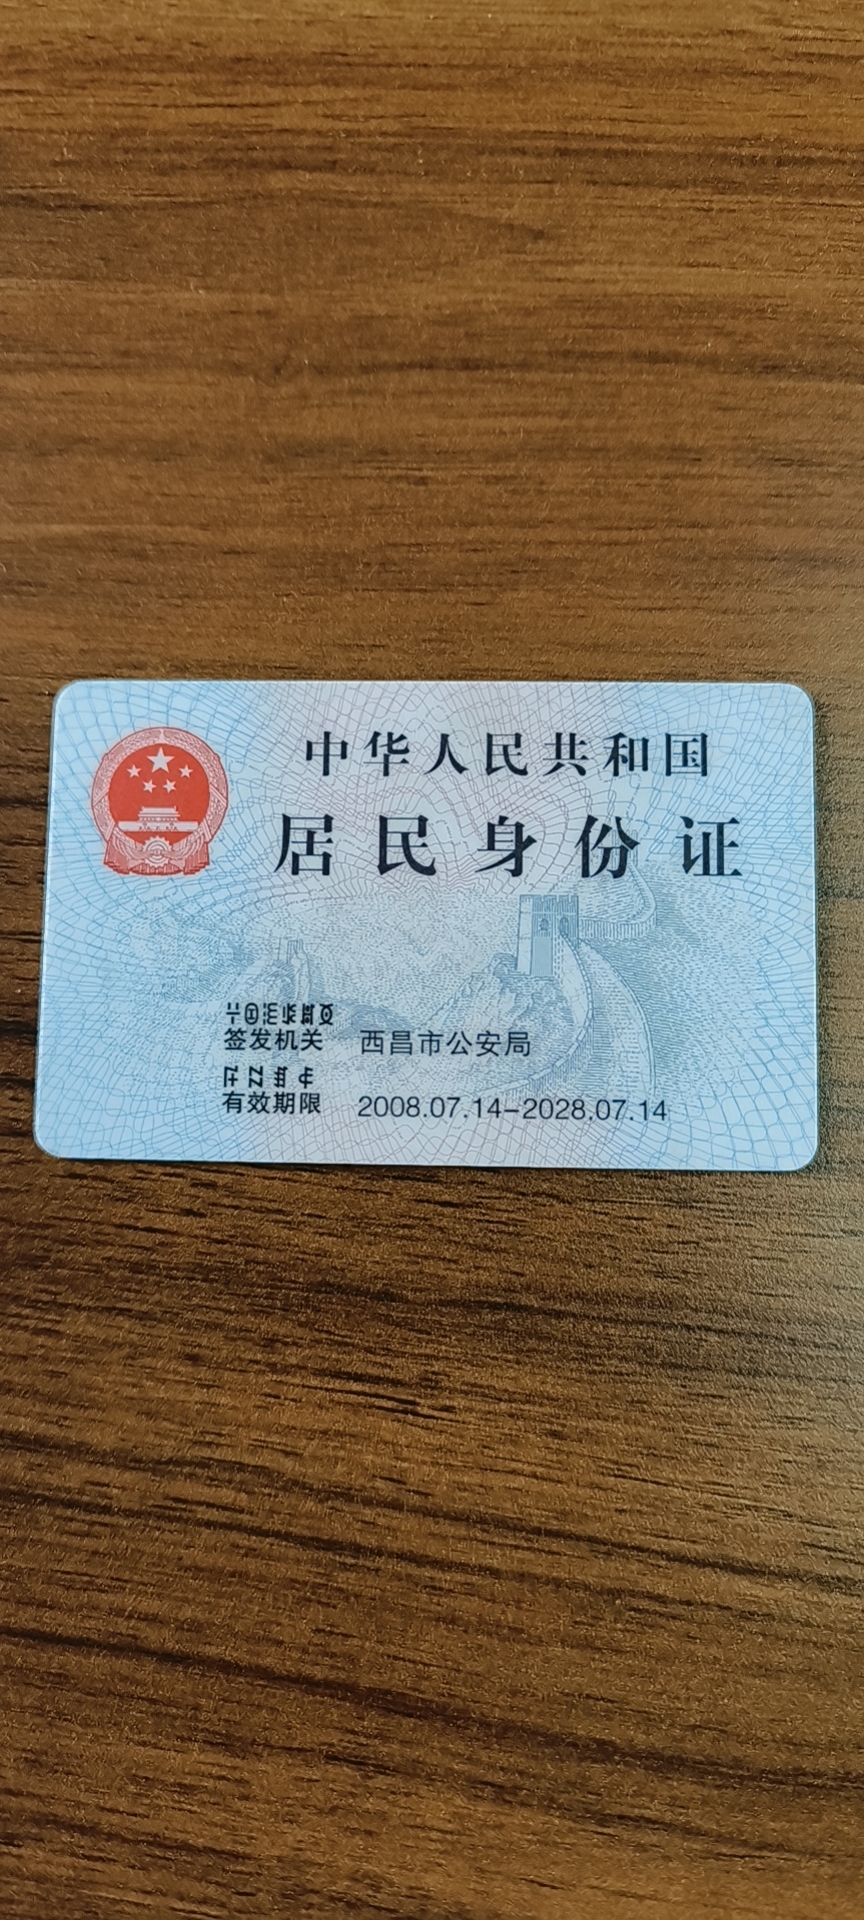 中华人民共和国
居民身份证
签发机关 西昌市公安局
有效期限 2008.07.14-2028.07.14